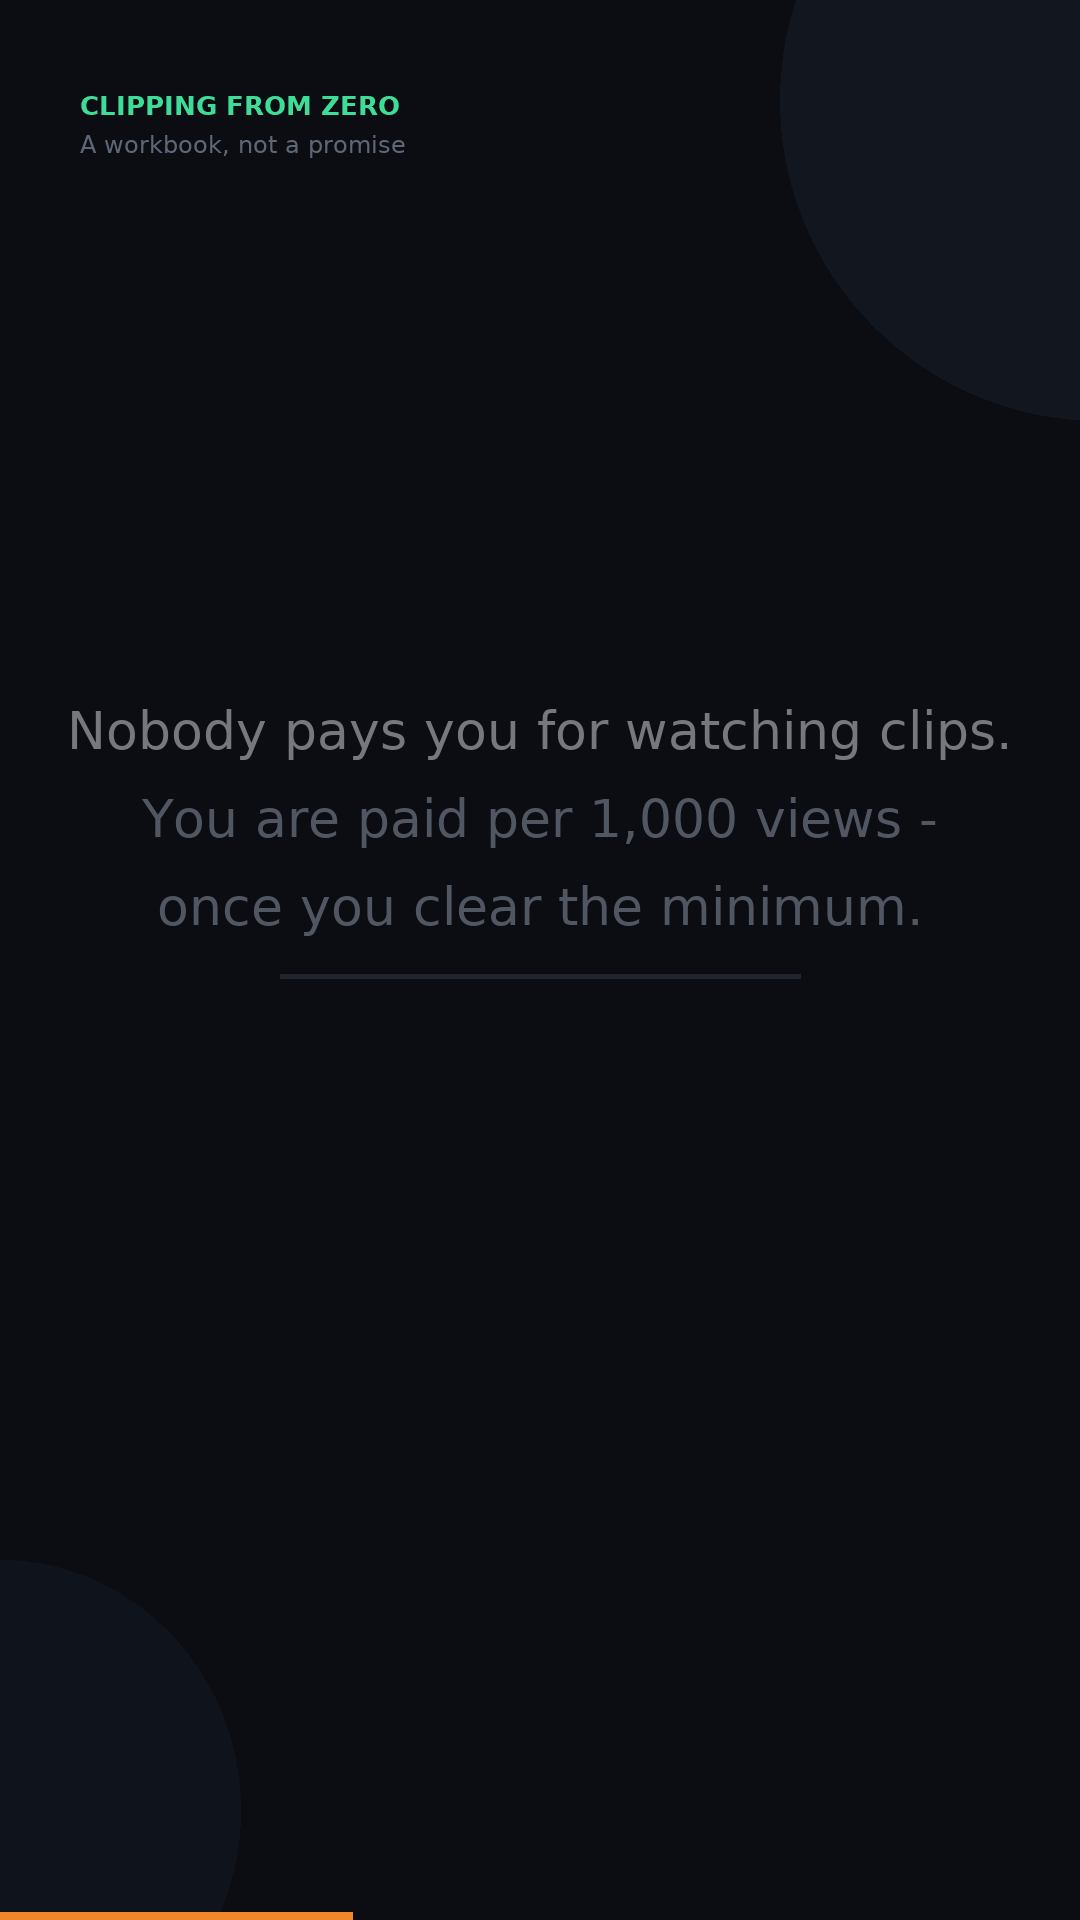 CLIPPING FROM ZERO
A workbook, not a promise
Nobody pays you for watching clips.
You are paid per 1,000 views -
once you clear the minimum.